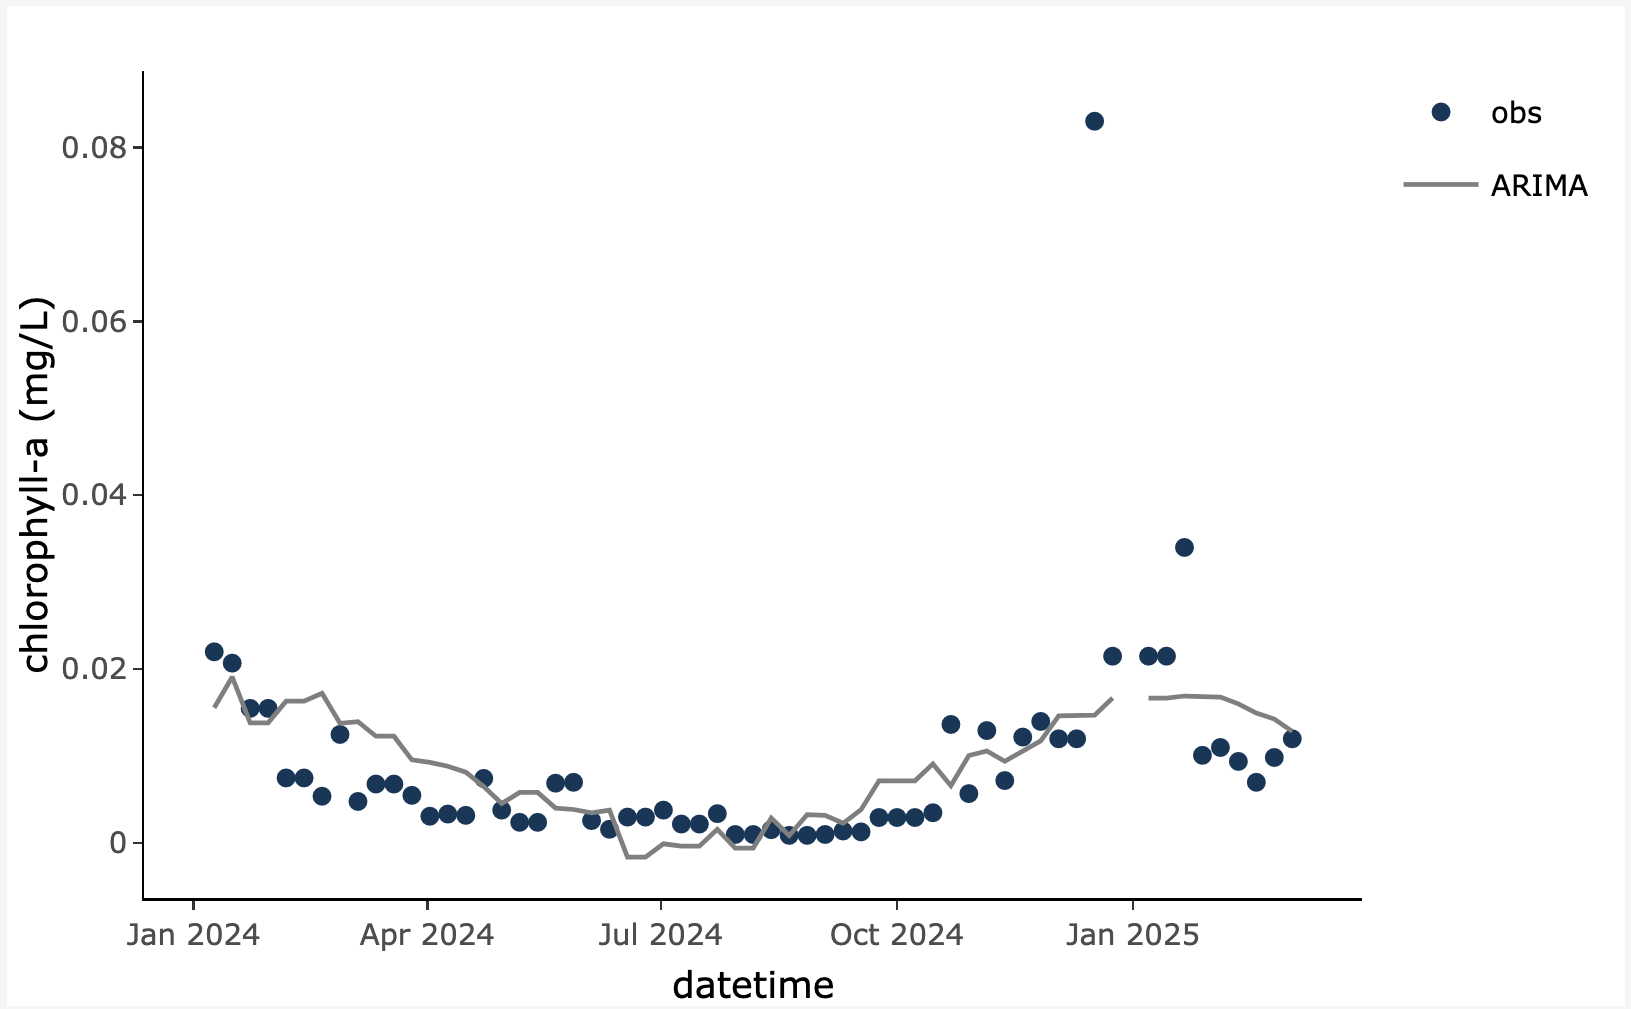 0.08
0.06
0.04
0.02
0
chlorophyll-a (mg/L)
Jan 2024
Apr 2024
Jul 2024
Oct 2024
Jan 2025
datetime
obs
ARIMA